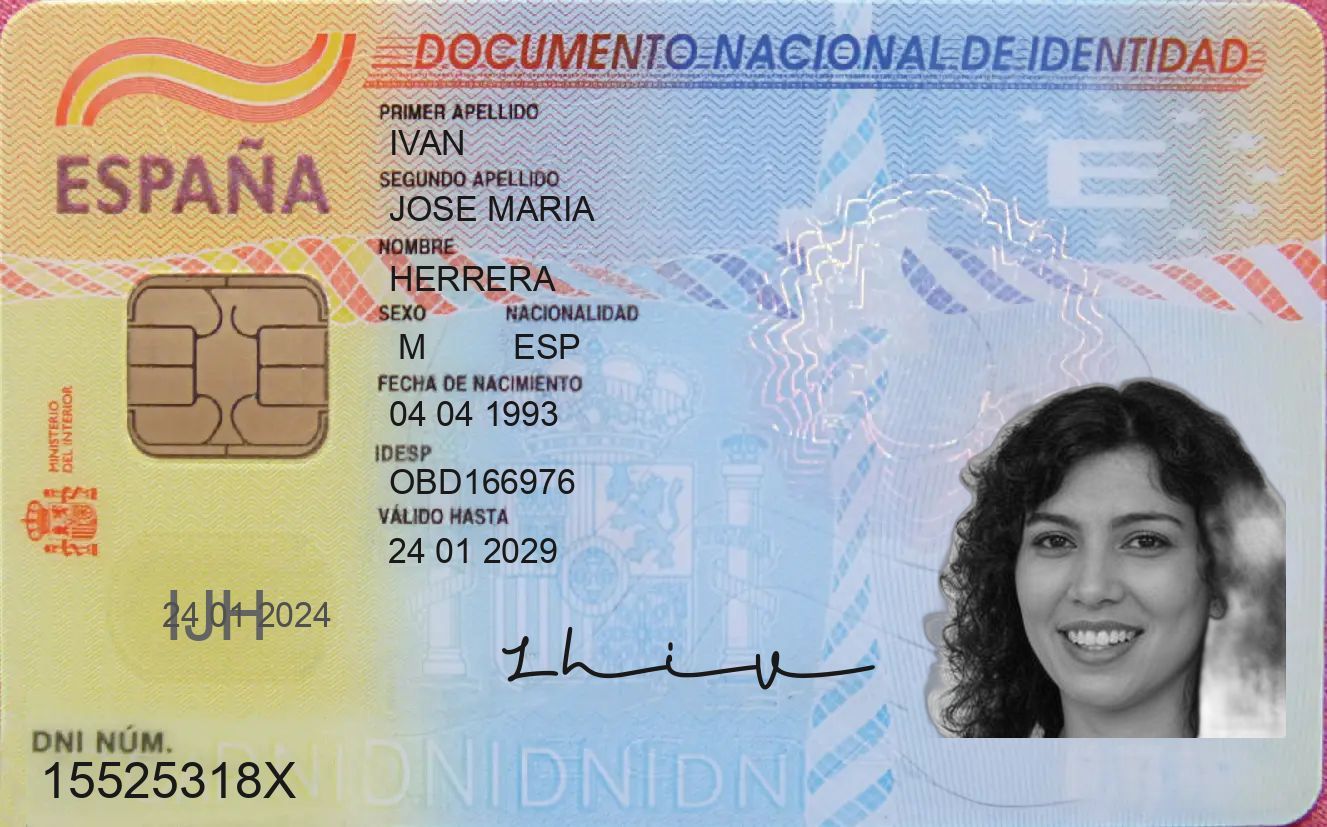 DOCUMENTO NACIONAL DE IDENTIDAD
ESPAÑA
PRIMER APELLIDO
IVAN
SEGUNDO APELLIDO
JOSE MARIA
NOMBRE
HERRERA
SEXO NACIONALIDAD
M ESP
FECHA DE NACIMIENTO
04 04 1993
IDESP
OBD166976
VÁLIDO HASTA
24 01 2029
MINISTERIO
DEL INTERIOR
E
IJH
24 01 2024
DNI NÚM.
15525318X
DNIDNIDNIDNI